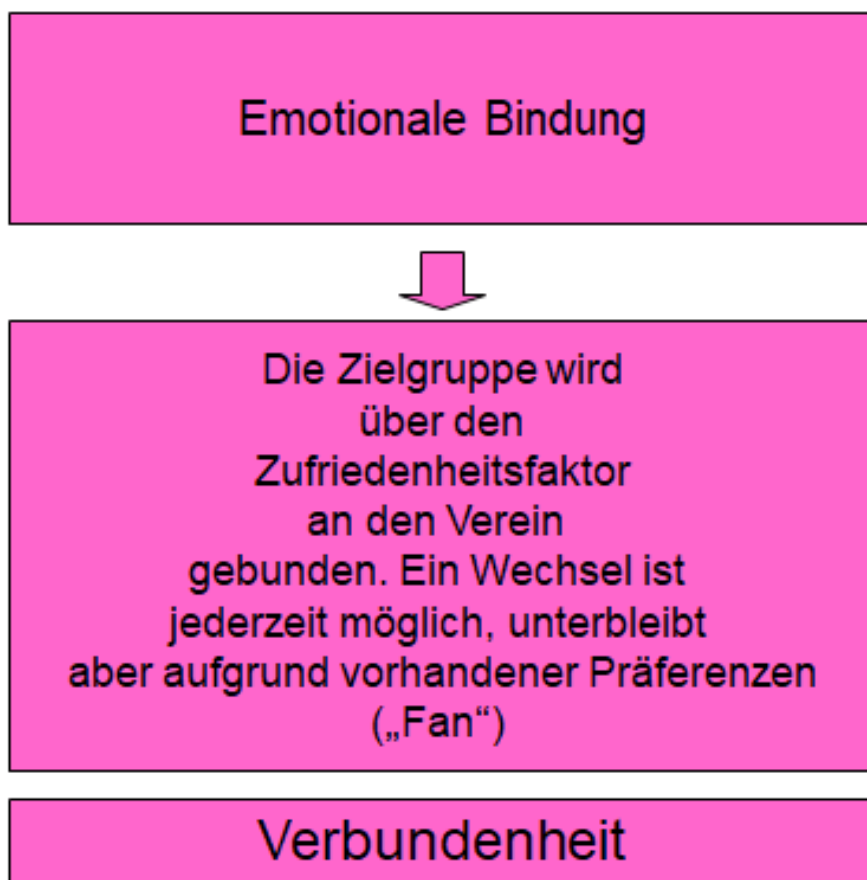 Emotionale Bindung
Die Zielgruppe wird
über den
Zufriedenheitsfaktor
an den Verein
gebunden. Ein Wechsel ist
jederzeit möglich, unterbleibt
aber aufgrund vorhandener Präferenzen
(„Fan“)
Verbundenheit